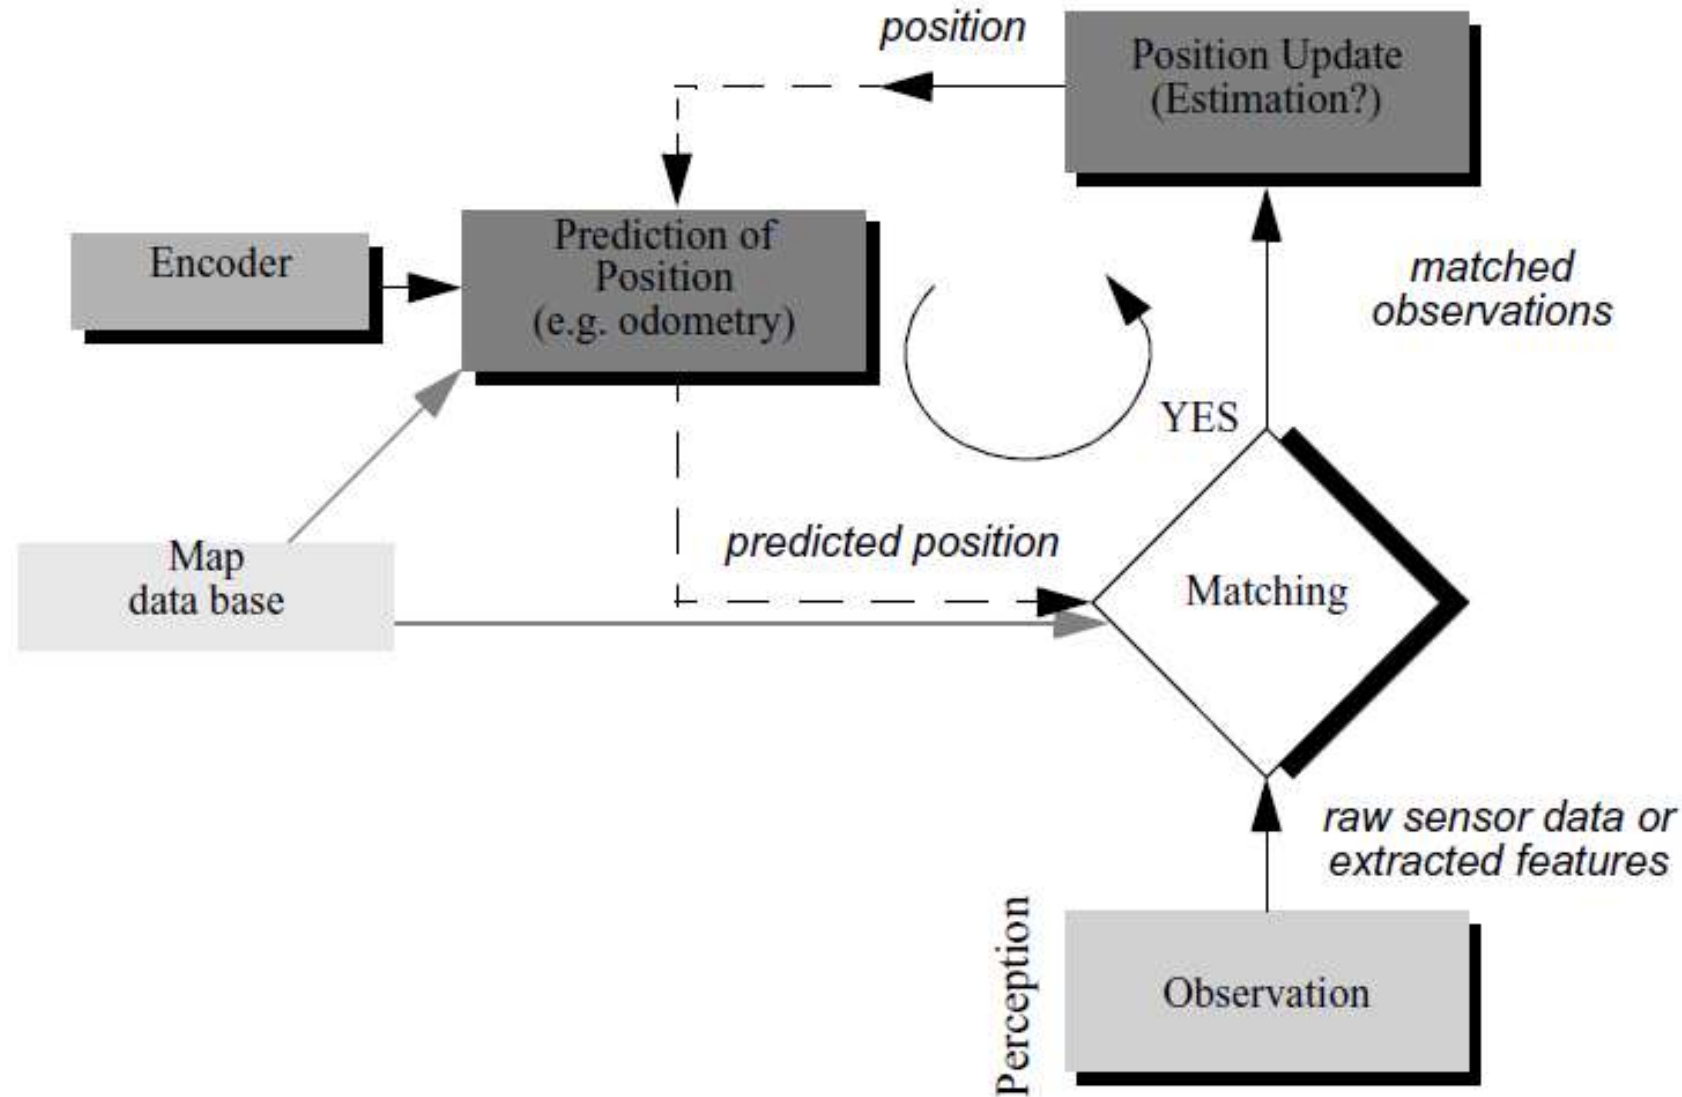 position
Position Update
(Estimation?)
Encoder
Prediction of
Position
(e.g. odometry)
matched
observations
YES
predicted position
Map
data base
Matching
raw sensor data or
extracted features
Perception
Observation